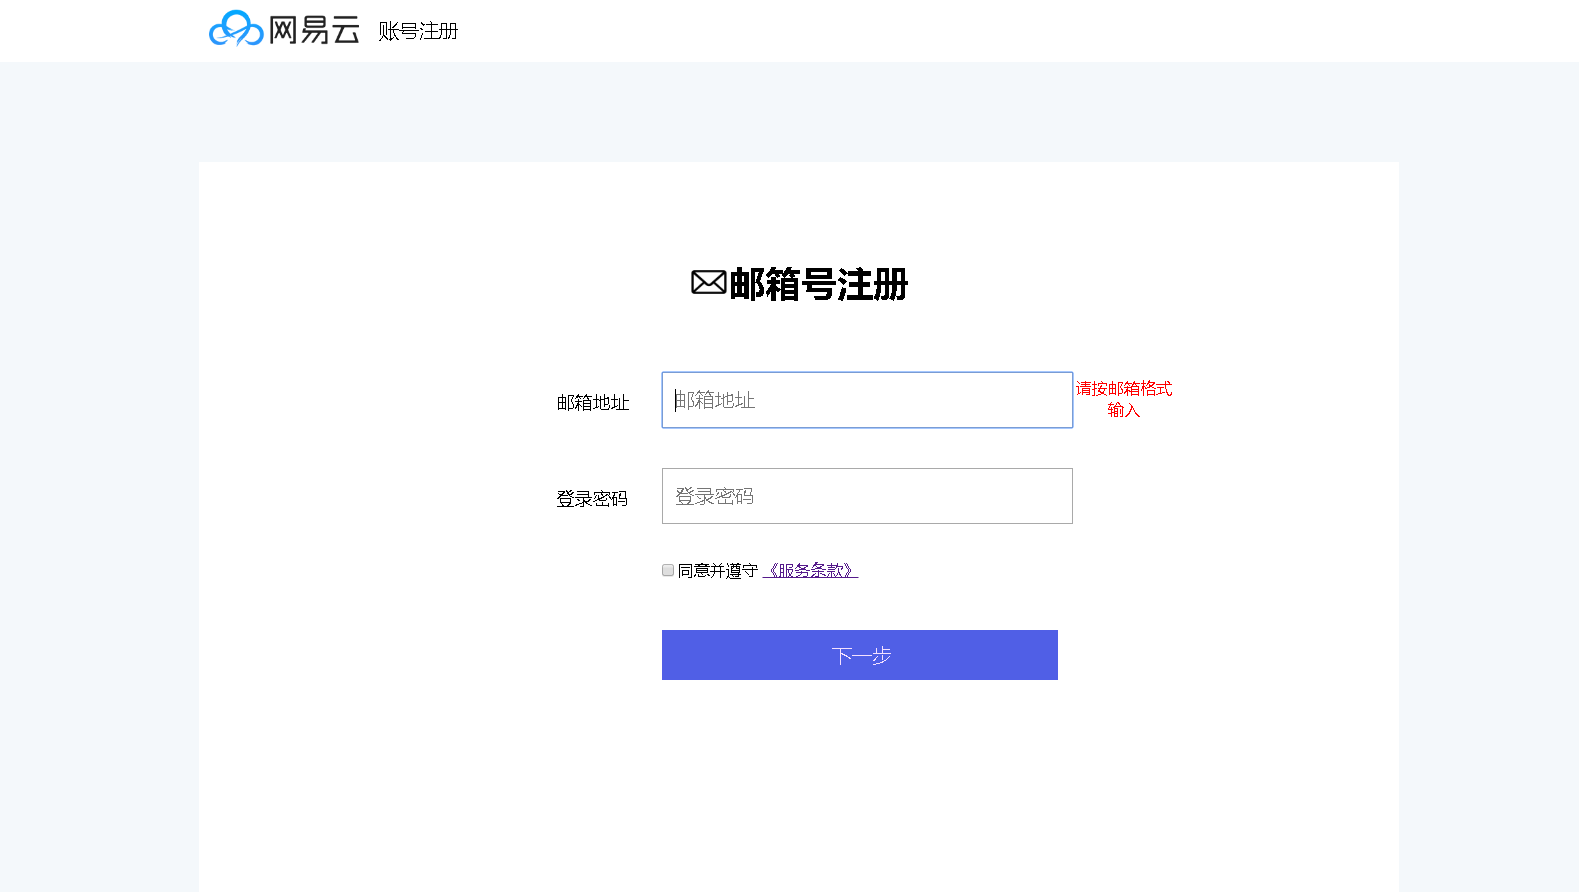 网易云 账号注册
邮箱号注册
邮箱地址 邮箱地址 请按邮箱格式
输入
登录密码 登录密码
同意并遵守 《服务条款》
下一步